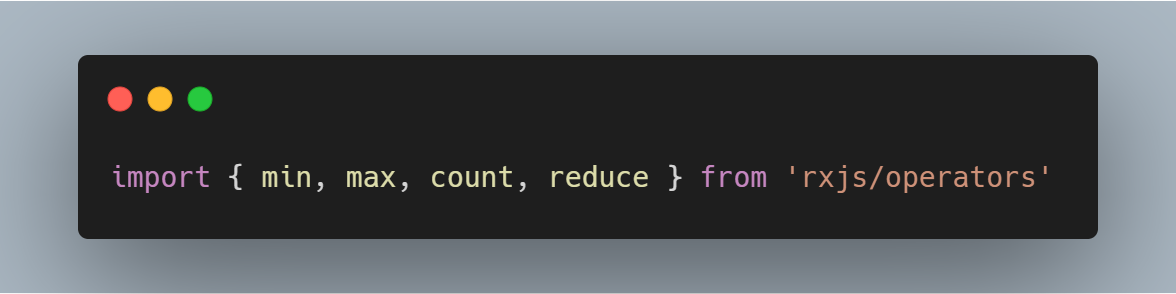 import { min, max, count, reduce } from 'rxjs/operators'